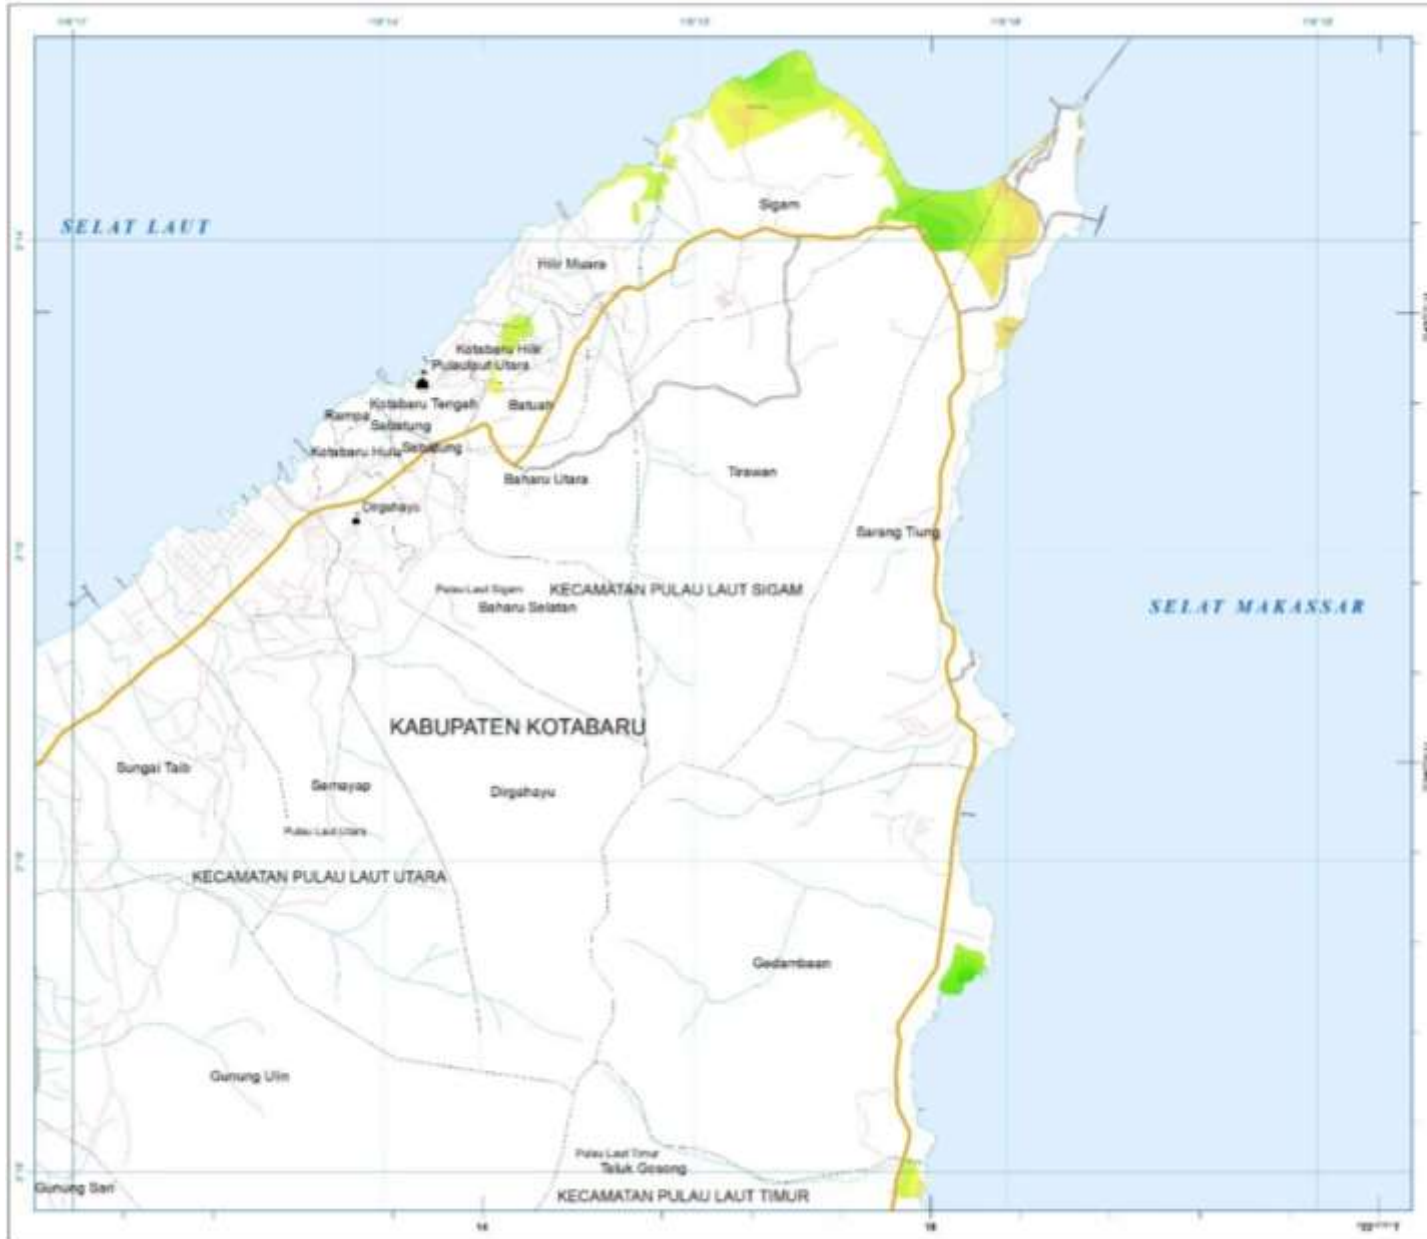 SELAT LAUT
Sigam
Hilir Muara
Kotabaru Hilir
Pulaulaut Utara
Kotabaru Tengah
Batuah
Rampa
Sebatung
Kotabaru Hulu
Sebatung
Baharu Utara
Tirawan
Dirgahayu
Sarang Tiung
Pulau Laut Sigam
KECAMATAN PULAU LAUT SIGAM
Baharu Selatan
SELAT MAKASSAR
KABUPATEN KOTABARU
Sungai Taib
Semayap
Dirgahayu
Pulau Laut Utara
KECAMATAN PULAU LAUT UTARA
Gedambaan
Gunung Ulin
Pulau Laut Timur
Teluk Gosong
Gunung Sari
KECAMATAN PULAU LAUT TIMUR